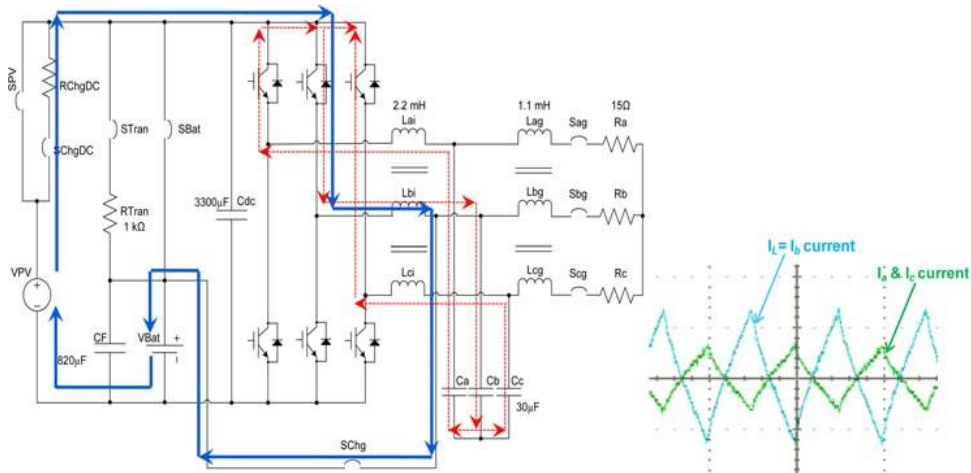 SPV
RChgDC
SChgDC
STran
SBat
RTran
1 kΩ
3300μF
Cdc
VPV
+
−
CF
820μF
VBat
+
−
SChg
2.2 mH
Lai
Lbi
Lci
1.1 mH
Lag
Lbg
Lcg
Sag
Sbg
Scg
15Ω
Ra
Rb
Rc
Ca
Cb
Cc
30μF
IL = Ib current
Ia & Ic current